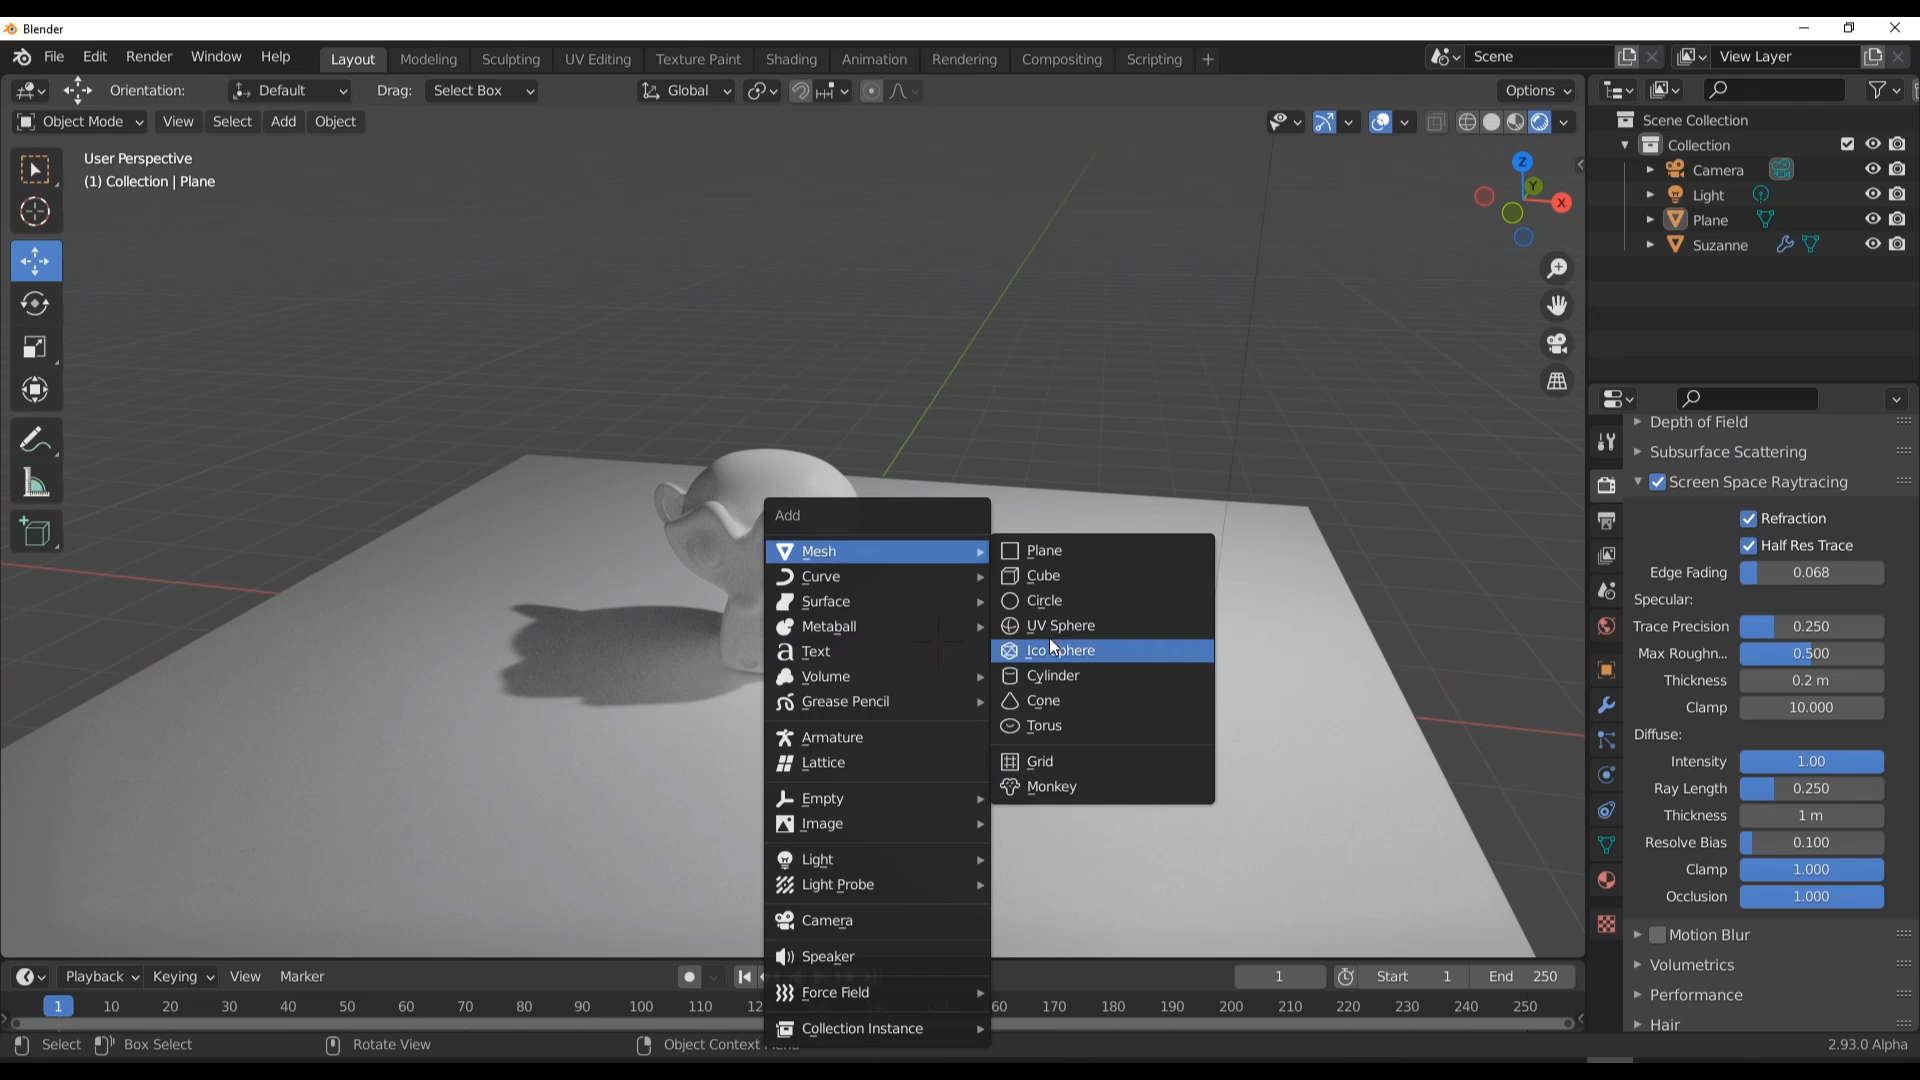 Blender
File Edit Render Window Help Layout Modeling Sculpting UV Editing Texture Paint Shading Animation Rendering Compositing Scripting + Scene View Layer
Orientation: Default Drag: Select Box Global Options
Object Mode View Select Add Object
User Perspective
(1) Collection | Plane
Z
Y
X
Scene Collection
Collection
Camera
Light
Plane
Suzanne
Add
Mesh
Curve
Surface
Metaball
Text
Volume
Grease Pencil
Armature
Lattice
Empty
Image
Light
Light Probe
Camera
Speaker
Force Field
Collection Instance
Plane
Cube
Circle
UV Sphere
Ico Sphere
Cylinder
Cone
Torus
Grid
Monkey
Depth of Field
Subsurface Scattering
Screen Space Raytracing
Refraction
Half Res Trace
Edge Fading 0.068
Specular:
Trace Precision 0.250
Max Roughn... 0.500
Thickness 0.2 m
Clamp 10.000
Diffuse:
Intensity 1.00
Ray Length 0.250
Thickness 1 m
Resolve Bias 0.100
Clamp 1.000
Occlusion 1.000
Motion Blur
Volumetrics
Performance
Hair
Playback Keying View Marker 1 Start 1 End 250
1 10 20 30 40 50 60 70 80 90 100 110 12 60 170 180 190 200 210 220 230 240 250
Select Box Select Rotate View Object Context 2.93.0 Alpha